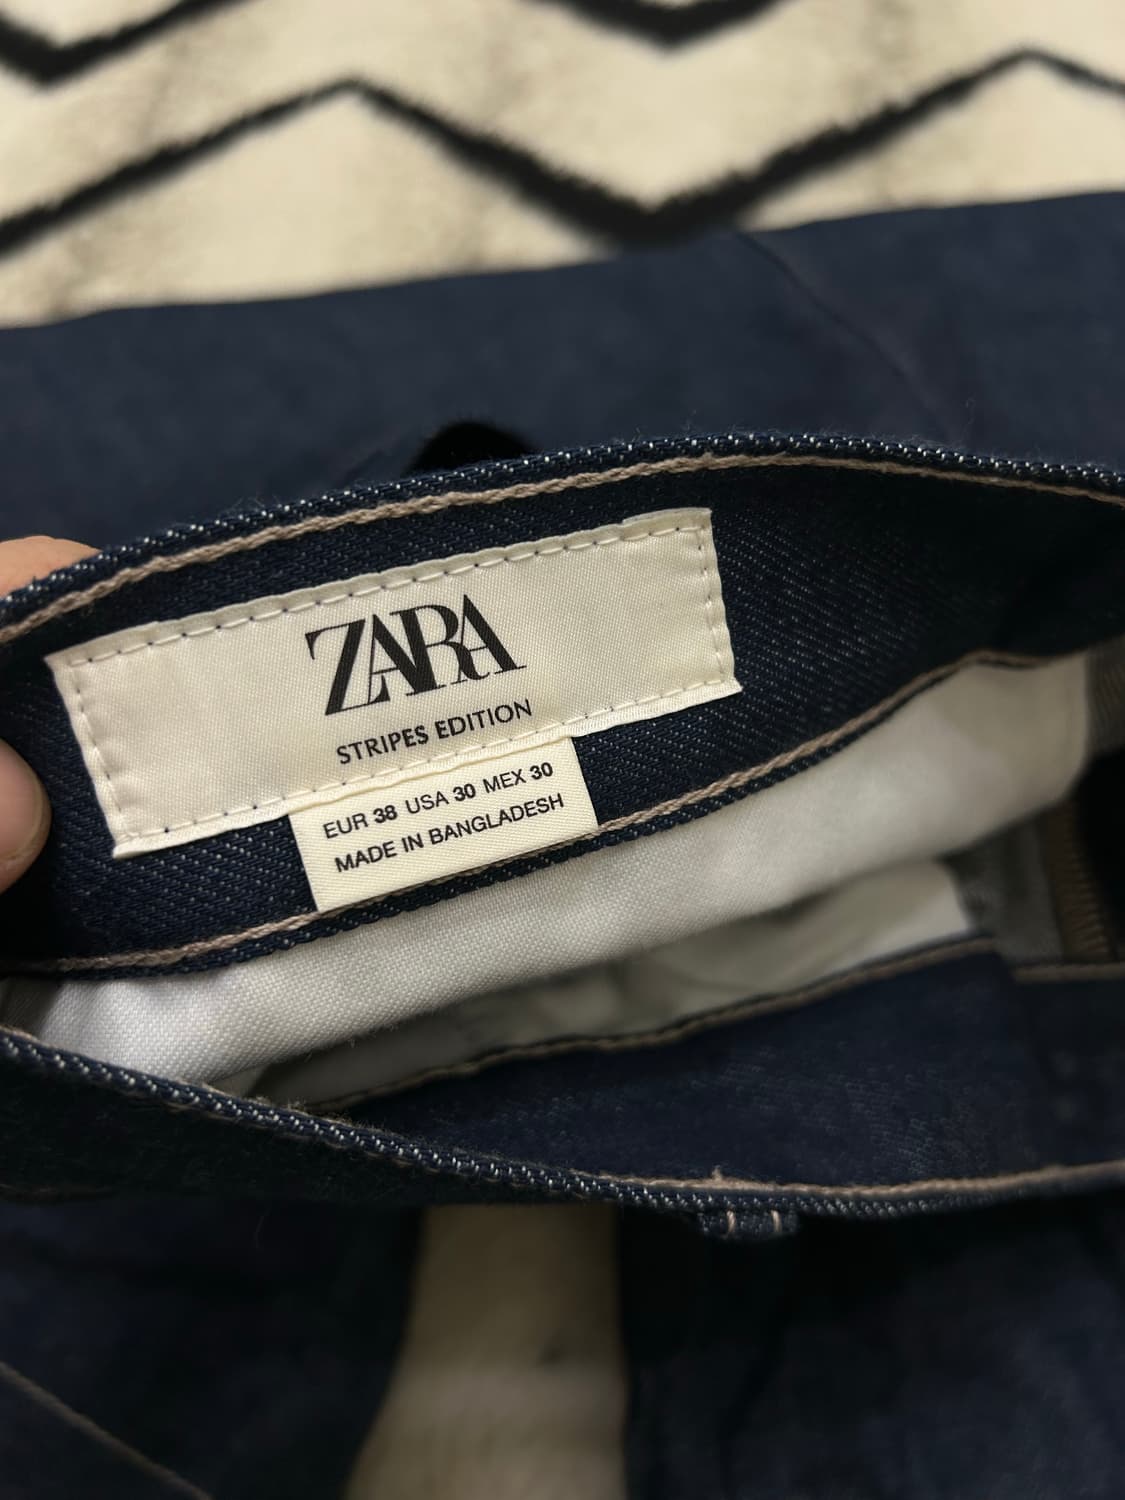 ZARA
STRIPES EDITION
EUR 38 USA 30 MEX 30
MADE IN BANGLADESH